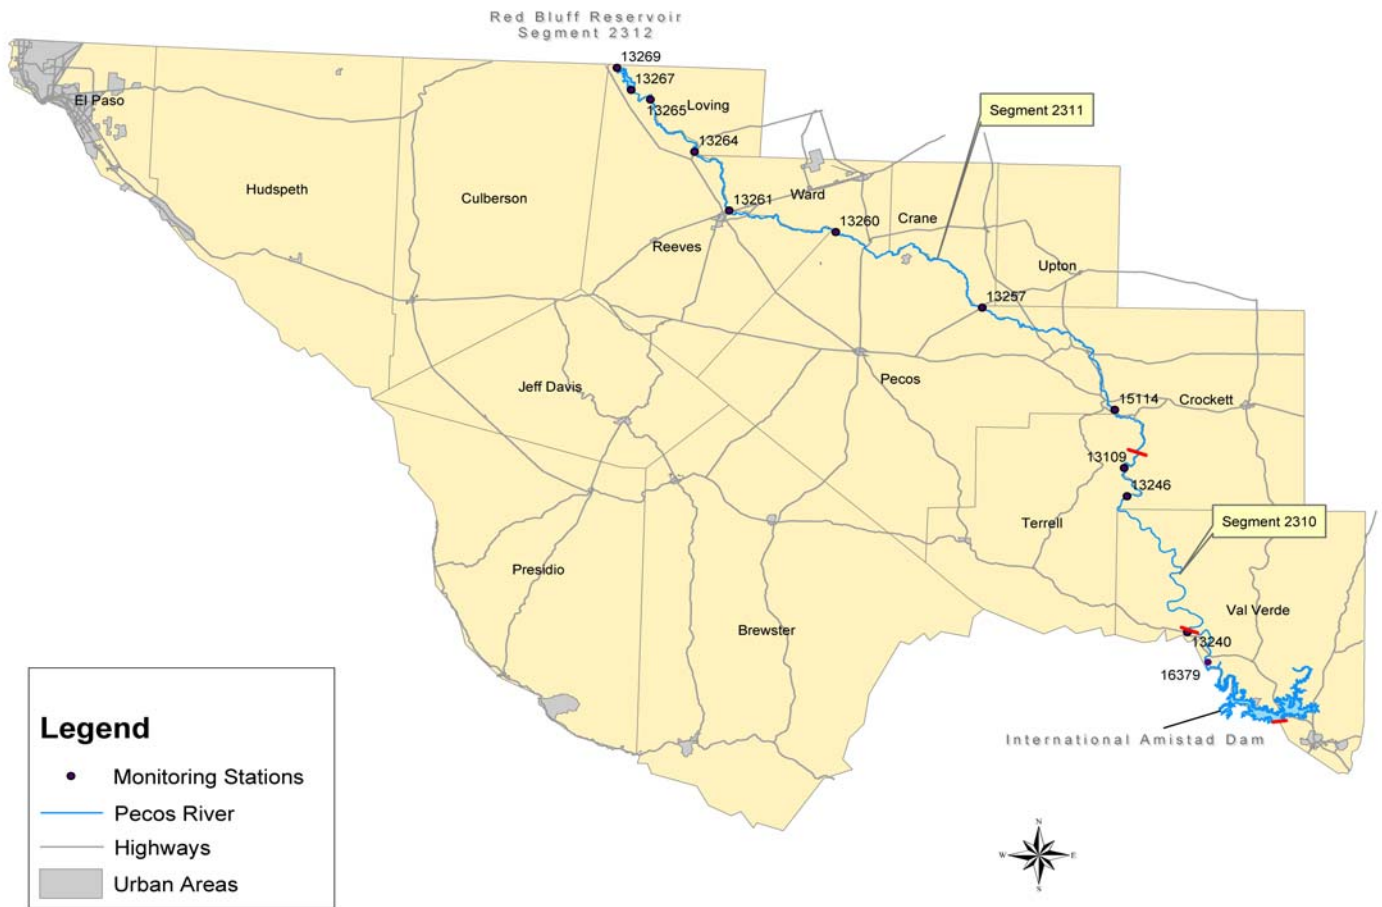 Red Bluff Reservoir
Segment 2312
13269
13267
13265
Loving
El Paso
Segment 2311
13264
Hudspeth
Culberson
13261
Ward
13260
Crane
Reeves
Upton
13257
Jeff Davis
Pecos
15114
Crockett
13109
13246
Terrell
Segment 2310
Presidio
Brewster
Val Verde
13240
16379
International Amistad Dam
Legend
Monitoring Stations
Pecos River
Highways
Urban Areas
N
W E
S